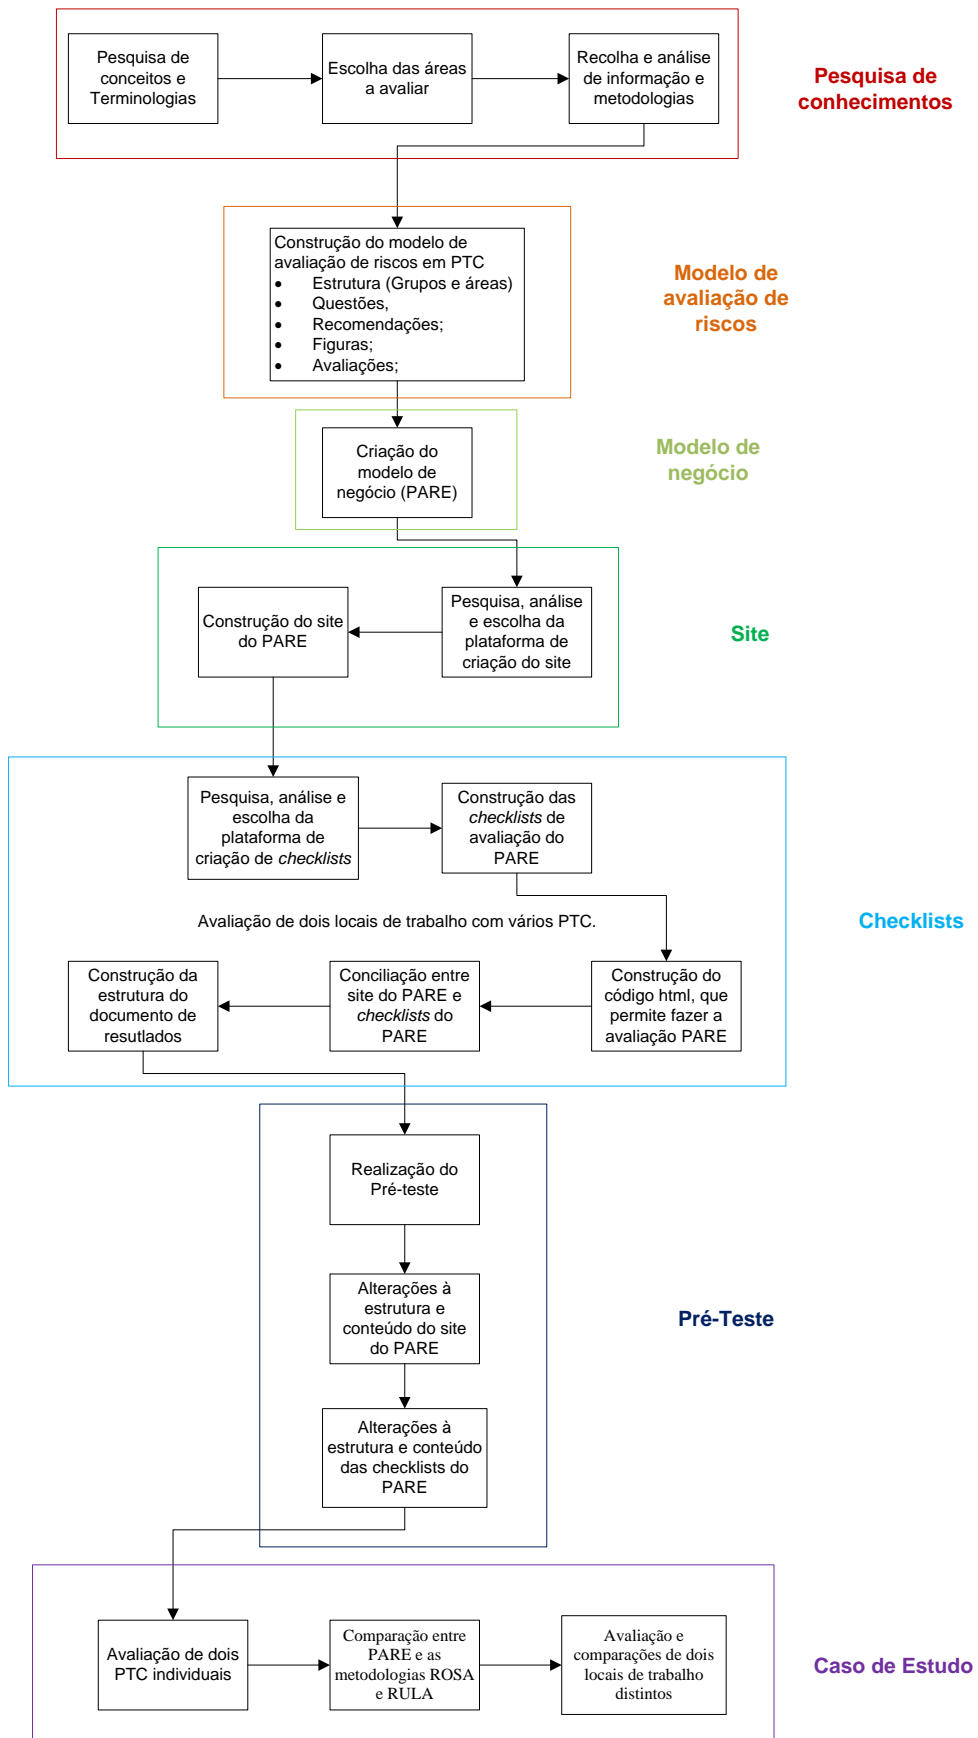 Pesquisa de
conceitos e
Terminologias
Escolha das áreas
a avaliar
Recolha e análise
de informação e
metodologias
Pesquisa de
conhecimentos
Construção do modelo de
avaliação de riscos em PTC
• Estrutura (Grupos e áreas)
• Questões,
• Recomendações;
• Figuras;
• Avaliações;
Modelo de
avaliação de
riscos
Criação do
modelo de
negócio (PARE)
Modelo de
negócio
Construção do site
do PARE
Pesquisa, análise
e escolha da
plataforma de
criação do site
Site
Pesquisa, análise e
escolha da
plataforma de
criação de checklists
Construção das
checklists de
avaliação do
PARE
Avaliação de dois locais de trabalho com vários PTC.
Checklists
Construção da
estrutura do
documento de
resutlados
Conciliação entre
site do PARE e
checklists do
PARE
Construção do
código html, que
permite fazer a
avaliação PARE
Realização do
Pré-teste
Alterações à
estrutura e
conteúdo do site
do PARE
Pré-Teste
Alterações à
estrutura e conteúdo
das checklists do
PARE
Avaliação de dois
PTC individuais
Comparação entre
PARE e as
metodologias ROSA
e RULA
Avaliação e
comparações de dois
locais de trabalho
distintos
Caso de Estudo